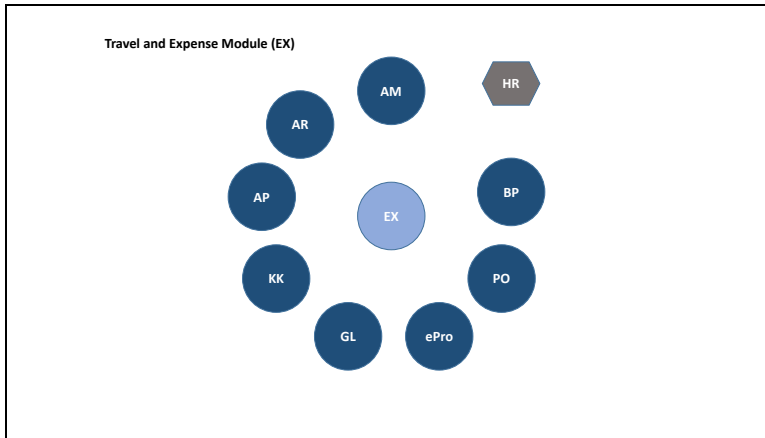 Travel and Expense Module (EX)
AM
HR
AR
AP
BP
EX
KK
PO
GL
ePro